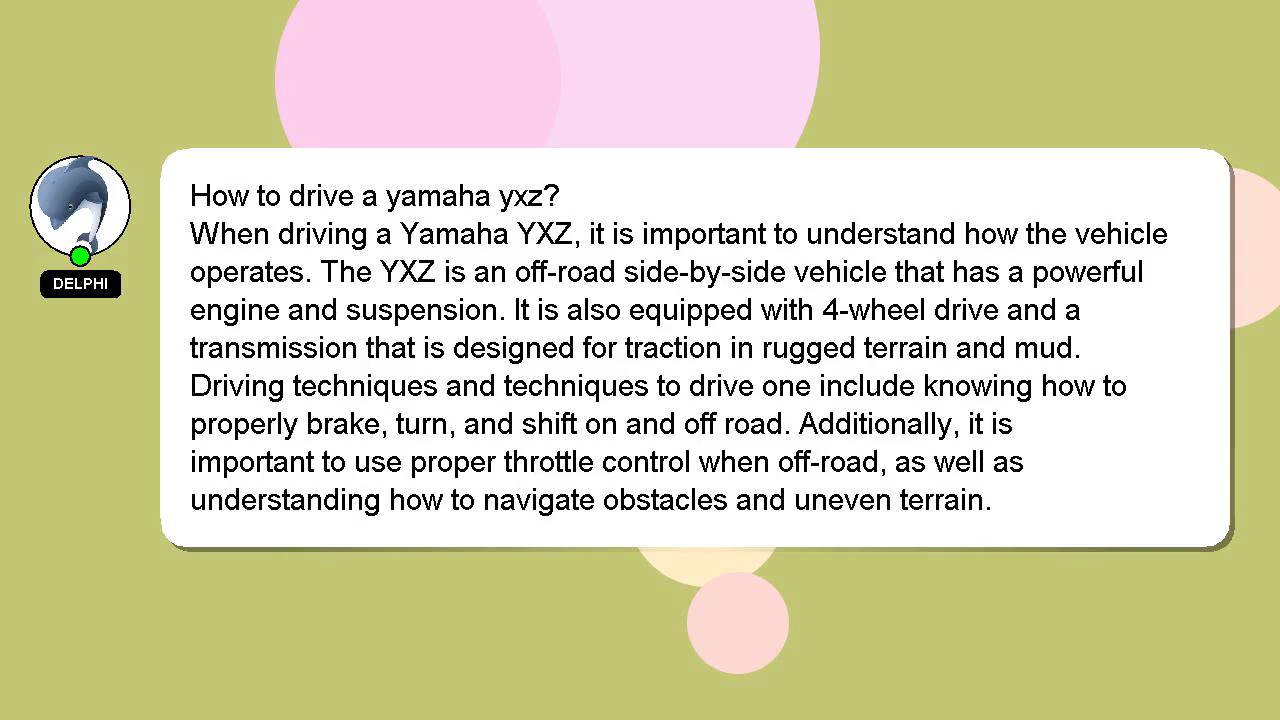 How to drive a yamaha yxz?
When driving a Yamaha YXZ, it is important to understand how the vehicle
operates. The YXZ is an off-road side-by-side vehicle that has a powerful
engine and suspension. It is also equipped with 4-wheel drive and a
transmission that is designed for traction in rugged terrain and mud.
Driving techniques and techniques to drive one include knowing how to
properly brake, turn, and shift on and off road. Additionally, it is
important to use proper throttle control when off-road, as well as
understanding how to navigate obstacles and uneven terrain.
DELPHI